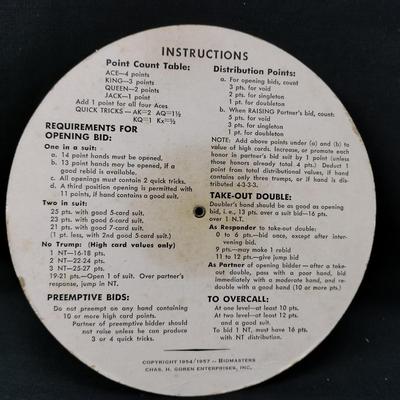 INSTRUCTIONS
Point Count Table:
ACE—4 points
KING—3 points
QUEEN—2 points
JACK—1 point
Add 1 point for all four Aces.
QUICK TRICKS – AK=2 AQ=1½
KQ=1 Kx=½
REQUIREMENTS FOR
OPENING BID:
One in a suit:
a. 14 point hands must be opened.
b. 13 point hands may be opened, if a
good rebid is available.
c. All openings must contain 2 quick tricks.
d. A third position opening is permitted with
11 points, if hand contains a good suit.
Two in suit:
25 pts. with good 5-card suit.
23 pts. with good 6-card suit.
21 pts. with good 7-card suit.
(1 pt. less, with 2nd good 5-card suit.)
No Trump: (High card values only)
1 NT—16-18 pts.
2 NT—22-24 pts.
3 NT—25-27 pts.
19-21 pts.—Open 1 of suit. Over partner's
response, jump in NT.
PREEMPTIVE BIDS:
Do not preempt on any hand containing
10 or more high card points.
Partner of preemptive bidder should
not raise unless he can produce
3 or 4 quick tricks.
Distribution Points:
a. For opening bids, count
3 pts. for void
2 pts. for singleton
1 pt. for doubleton
b. When RAISING Partner's bid, count:
5 pts. for void
3 pts. for singleton
1 pt. for doubleton
NOTE: Add above points under (a) and (b) to
value of high cards. Increase, or promote each
honor in partner's bid suit by 1 point (unless
those honors already total 4 pts.) Deduct 1
point from total distributional values, if hand
contains only three trumps, or if hand is dis-
tributed 4-3-3-3.
TAKE-OUT DOUBLE:
Doubler's hand should be as good as opening
bid, i.e., 13 pts. over a suit bid—16 pts.
over 1 N.T.
As Responder to take-out double:
0 to 6 pts.—bid once, except after inter-
vening bid.
9 pts.—may make 1 rebid
11 to 12 pts.—give jump bid
As Partner of opening bidder—after a take-
out double, pass with a poor hand, bid
immediately with a moderate hand, and re-
double with a good hand (10 or more pts.)
TO OVERCALL:
At one level—at least 10 pts.
At two level—at least 12 pts.
and a good suit.
To bid 1 NT, must have 16 pts.
with NT distribution.
COPYRIGHT 1954/1957 — BIDMASTERS
CHAS. H. GOREN ENTERPRISES, INC.